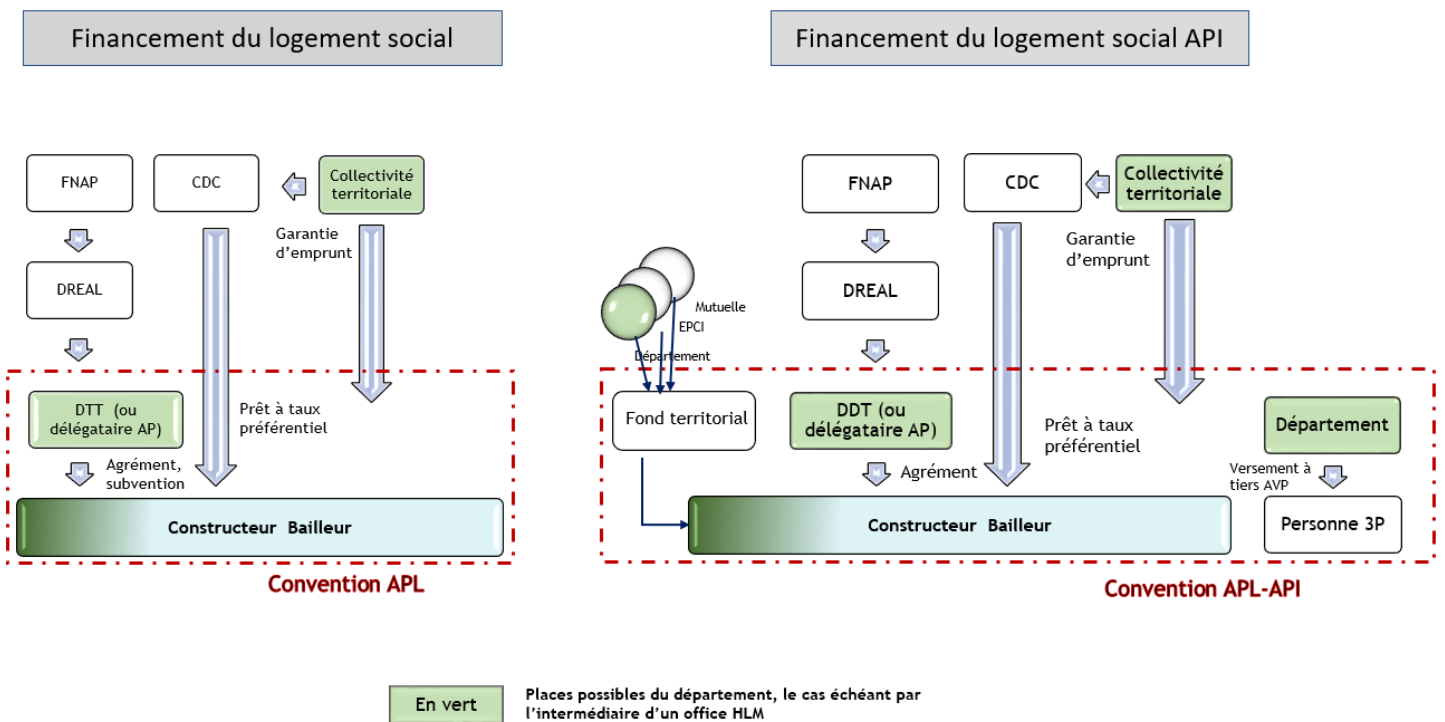 Financement du logement social
FNAP
CDC
Collectivité
territoriale
Garantie
d'emprunt
DREAL
DTT (ou
délégataire AP)
Prêt à taux
préférentiel
Agrément,
subvention
Constructeur Bailleur
Convention APL
Financement du logement social API
FNAP
CDC
Collectivité
territoriale
Garantie
d'emprunt
DREAL
Mutuelle
EPCI
Département
Fond territorial
DDT (ou
délégataire AP)
Prêt à taux
préférentiel
Département
Agrément
Versement à
tiers AVP
Constructeur Bailleur
Personne 3P
Convention APL-API
En vert
Places possibles du département, le cas échéant par
l'intermédiaire d'un office HLM